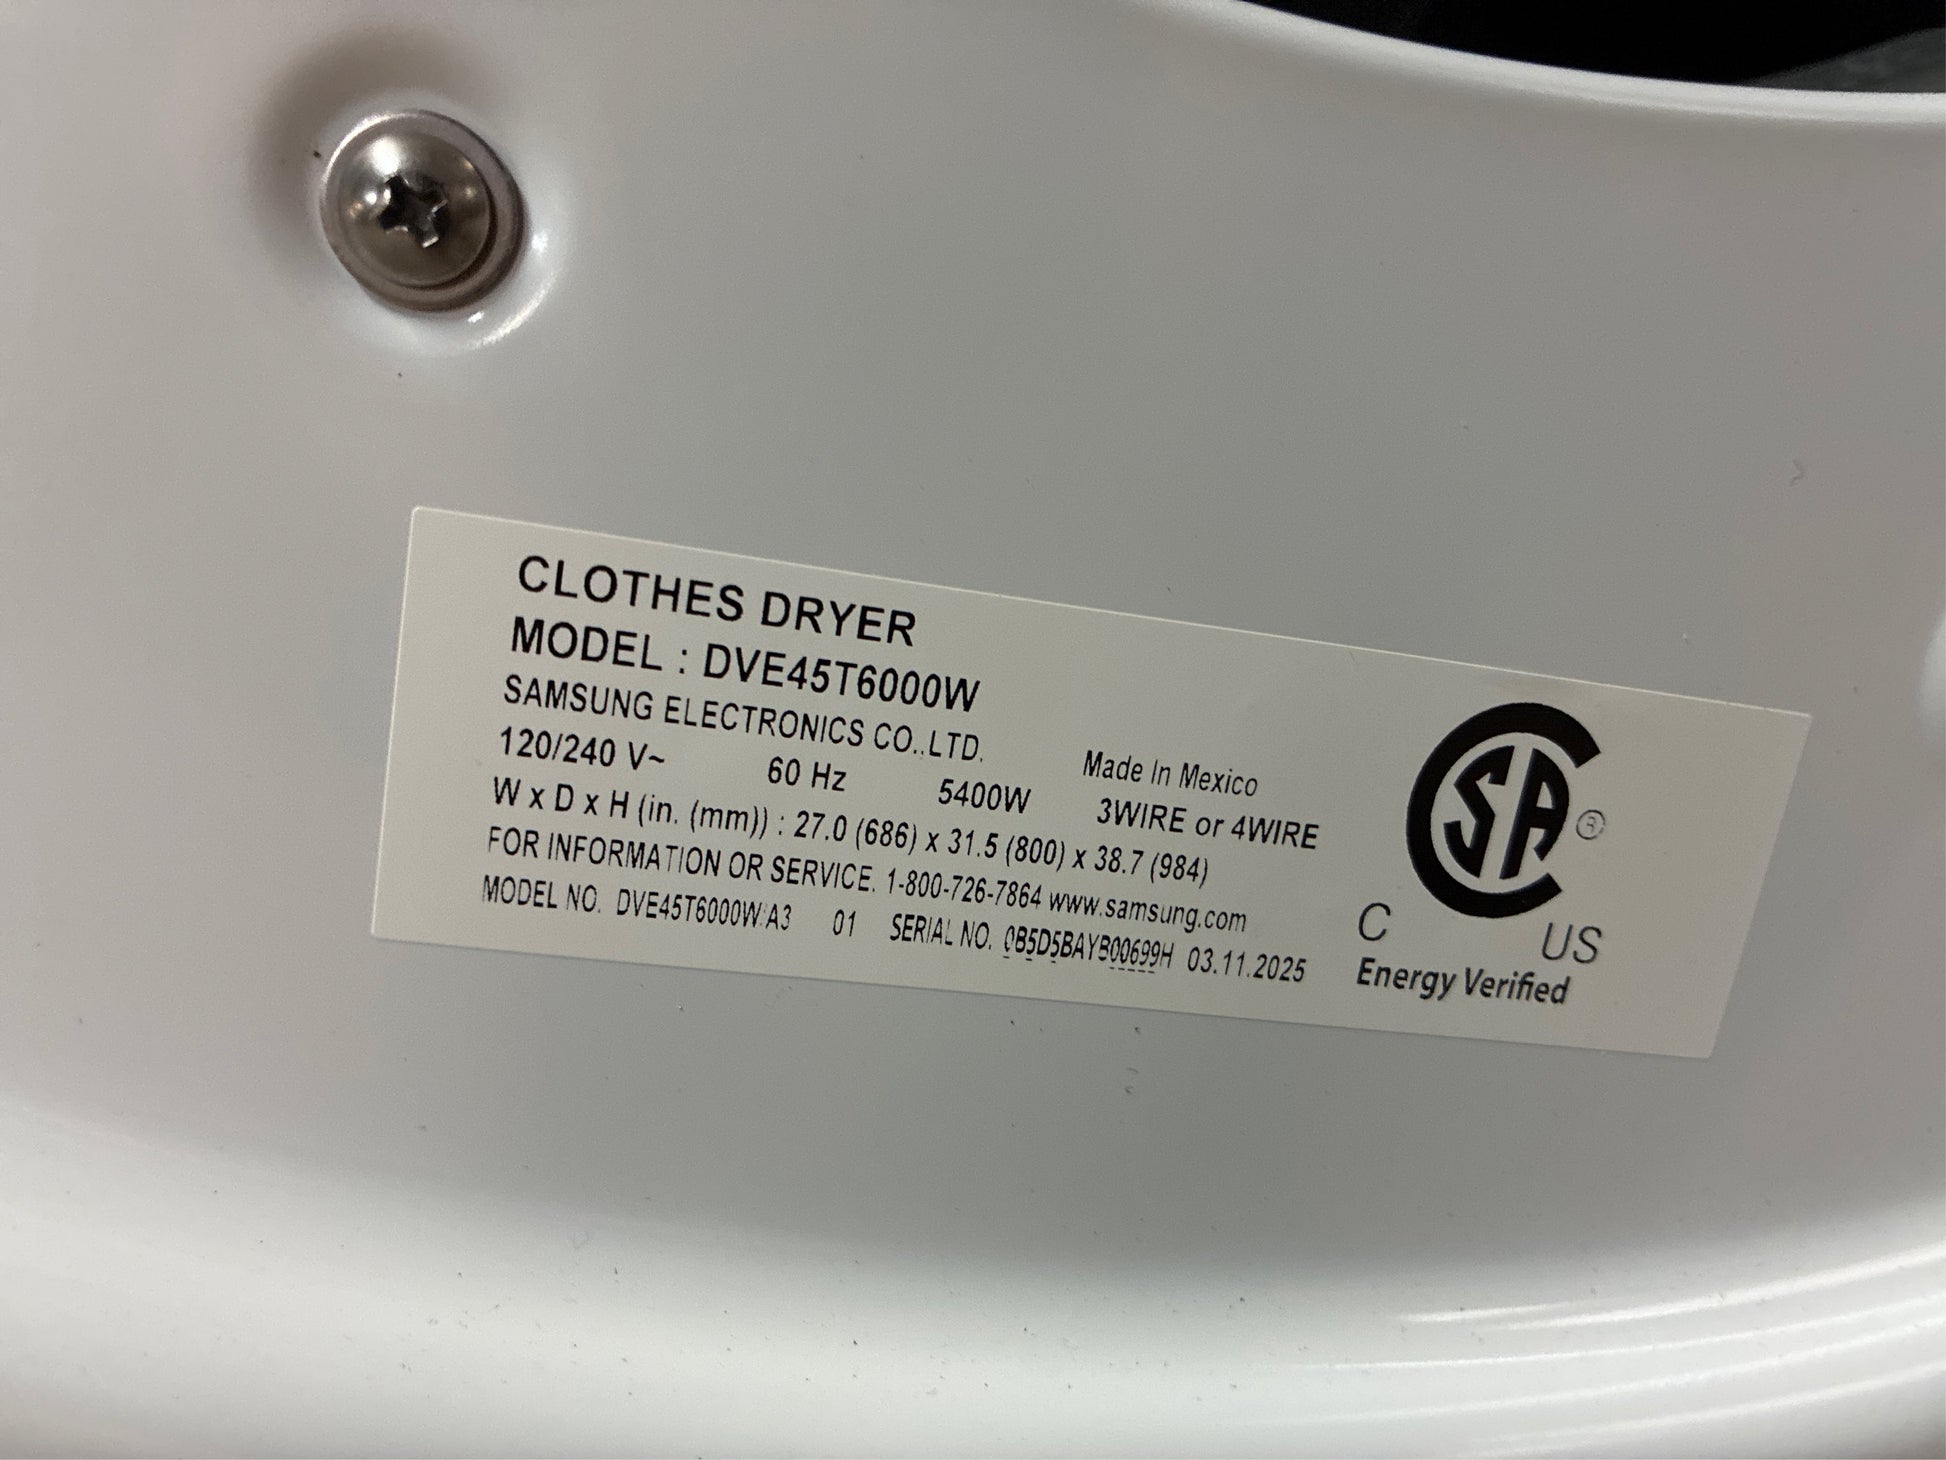 CLOTHES DRYER
MODEL : DVE45T6000W
SAMSUNG ELECTRONICS CO.,LTD. Made In Mexico
120/240 V~ 60 Hz 5400W 3WIRE or 4WIRE
W x D x H (in. (mm)) : 27.0 (686) x 31.5 (800) x 38.7 (984)
FOR INFORMATION OR SERVICE. 1-800-726-7864 www.samsung.com
MODEL NO. DVE45T6000W/A3 01 SERIAL NO. 0B5D5BAYB00699H 03.11.2025
SA ®
C US
Energy Verified